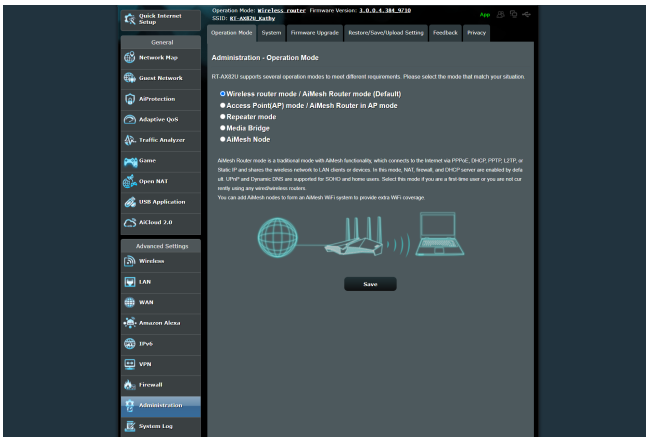 Quick Internet
Setup
Operation Mode: Wireless router Firmware Version: 3.0.0.4.384_9710
SSID: RT-AX82U_Kathy
App
General
Network Map
Guest Network
AiProtection
Adaptive QoS
Traffic Analyzer
Game
Open NAT
USB Application
AiCloud 2.0
Advanced Settings
Wireless
LAN
WAN
Amazon Alexa
IPv6
VPN
Firewall
Administration
System Log
Operation Mode System Firmware Upgrade Restore/Save/Upload Setting Feedback Privacy
Administration - Operation Mode
RT-AX82U supports several operation modes to meet different requirements. Please select the mode that match your situation.
Wireless router mode / AiMesh Router mode (Default)
Access Point(AP) mode / AiMesh Router in AP mode
Repeater mode
Media Bridge
AiMesh Node
AiMesh Router mode is a traditional mode with AiMesh functionality, which connects to the Internet via PPPoE, DHCP, PPTP, L2TP, or
Static IP and shares the wireless network to LAN clients or devices. In this mode, NAT, firewall, and DHCP server are enabled by defa
ult. UPnP and Dynamic DNS are supported for SOHO and home users. Select this mode if you are a first-time user or you are not cur
rently using any wired/wireless routers.
You can add AiMesh nodes to form an AiMesh WiFi system to provide extra WiFi coverage.
Save